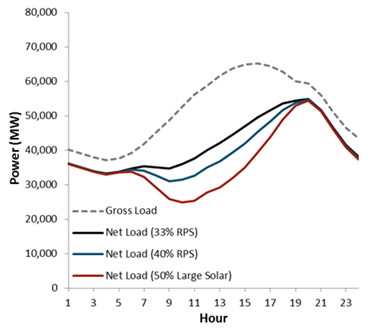 80,000
70,000
60,000
50,000
40,000
30,000
20,000
10,000
0
Power (MW)
Gross Load
Net Load (33% RPS)
Net Load (40% RPS)
Net Load (50% Large Solar)
1 3 5 7 9 11 13 15 17 19 21 23
Hour